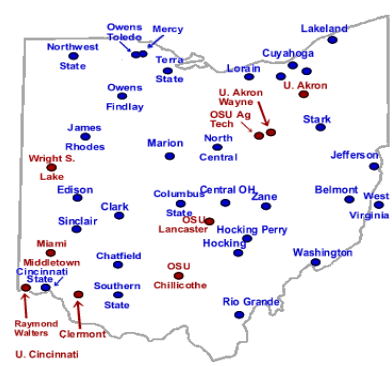 Owens
Toledo
Mercy
Lakeland
Northwest
State
Terra
State
Cuyahoga
Lorain
Owens
Findlay
U. Akron
U. Akron
Wayne
OSU Ag
Tech
Stark
James
Rhodes
Marion
North
Central
Jefferson
Wright S.
Lake
Edison
Clark
Columbus
State
Central OH
Zane
Belmont
West
Virginia
Sinclair
OSU
Lancaster
Hocking Perry
Hocking
Miami
Middletown
Chatfield
Washington
Cincinnati
State
OSU
Chillicothe
Southern
State
Rio Grande
Raymond
Walters
Clermont
U. Cincinnati